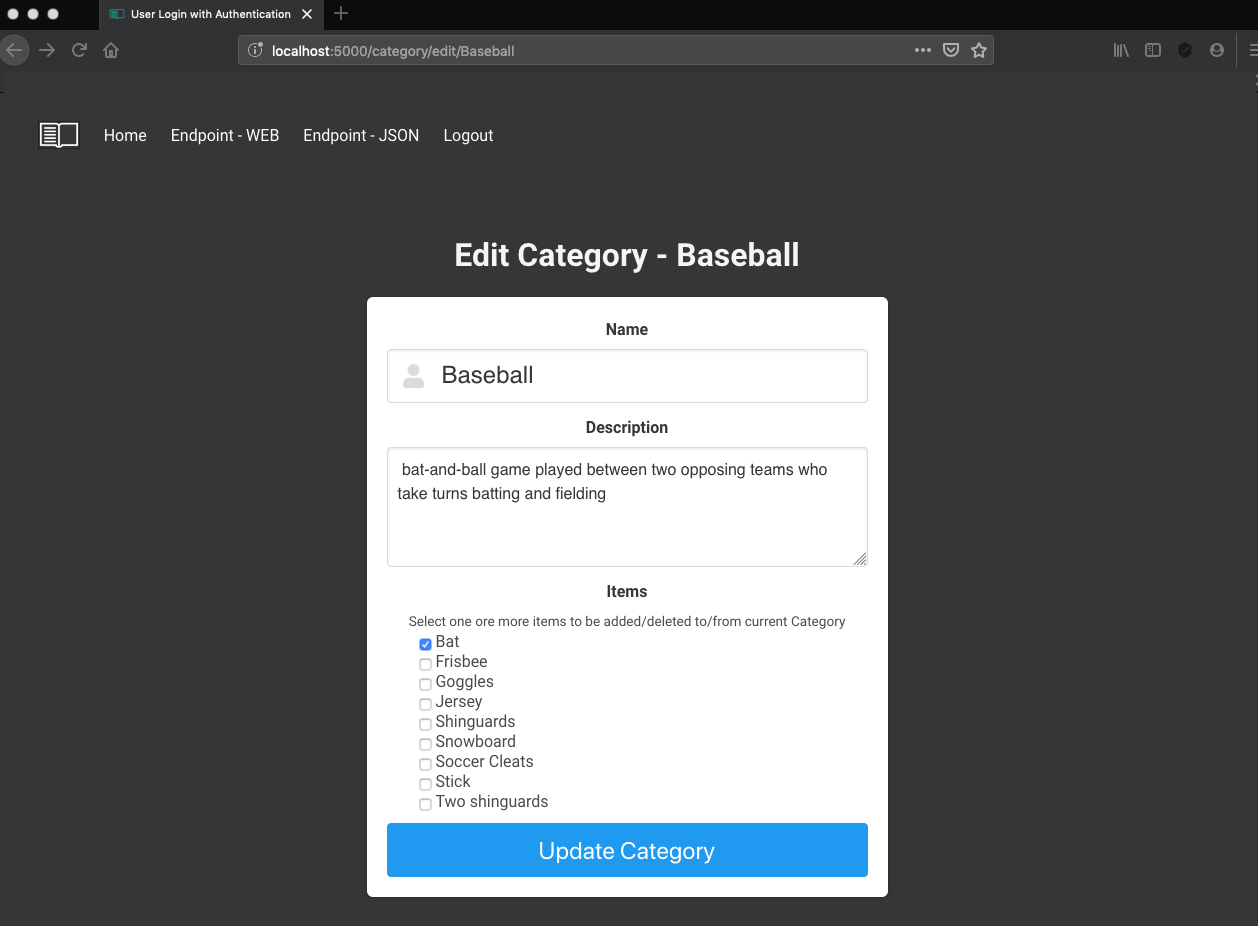 User Login with Authentication
localhost:5000/category/edit/Baseball
Home Endpoint - WEB Endpoint - JSON Logout
Edit Category - Baseball
Name
Baseball
Description
bat-and-ball game played between two opposing teams who
take turns batting and fielding
Items
Select one ore more items to be added/deleted to/from current Category
Bat
Frisbee
Goggles
Jersey
Shinguards
Snowboard
Soccer Cleats
Stick
Two shinguards
Update Category